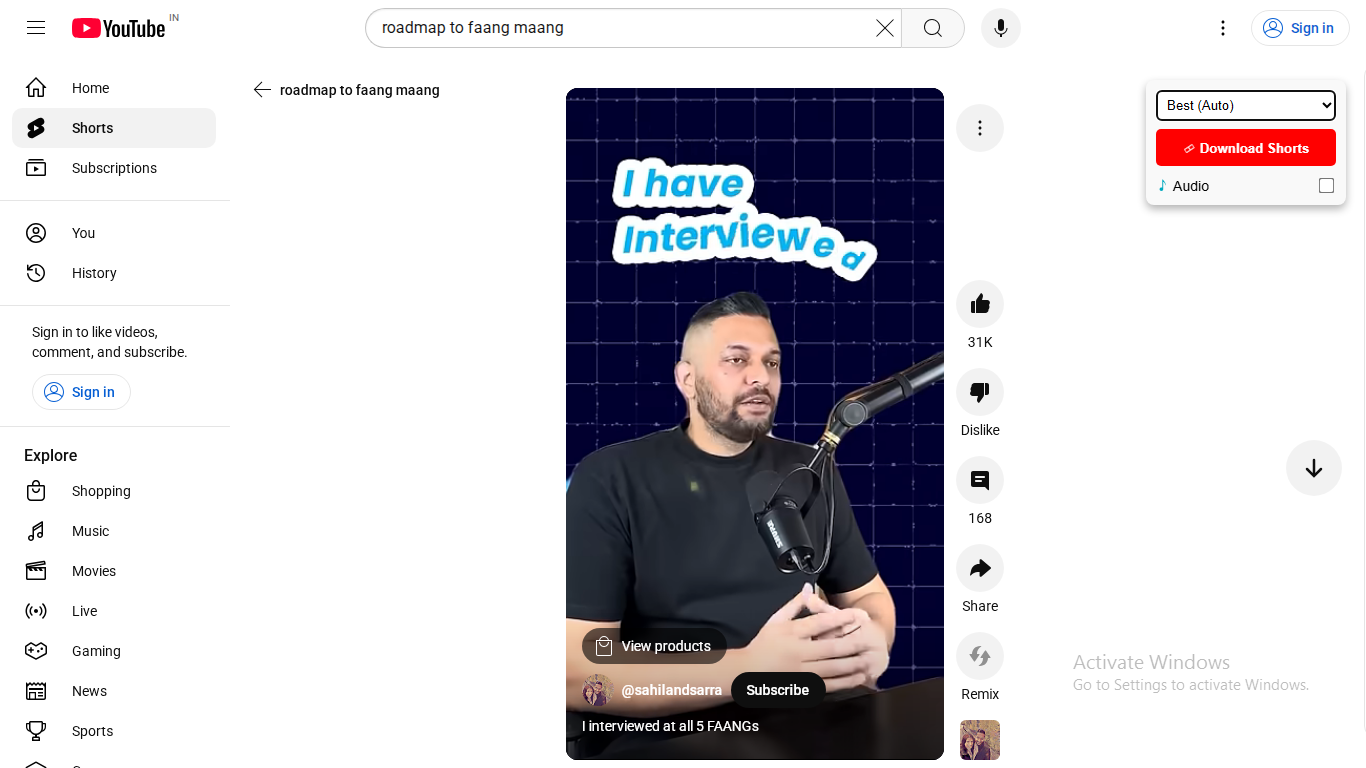 YouTube IN
roadmap to faang maang
Sign in
Home
Shorts
Subscriptions
You
History
Sign in to like videos,
comment, and subscribe.
Sign in
Explore
Shopping
Music
Movies
Live
Gaming
News
Sports
roadmap to faang maang
I have
Interviewed
SHURE
View products
@sahilandsarra
Subscribe
I interviewed at all 5 FAANGs
31K
Dislike
168
Share
Remix
Best (Auto)
Download Shorts
Audio
Activate Windows
Go to Settings to activate Windows.